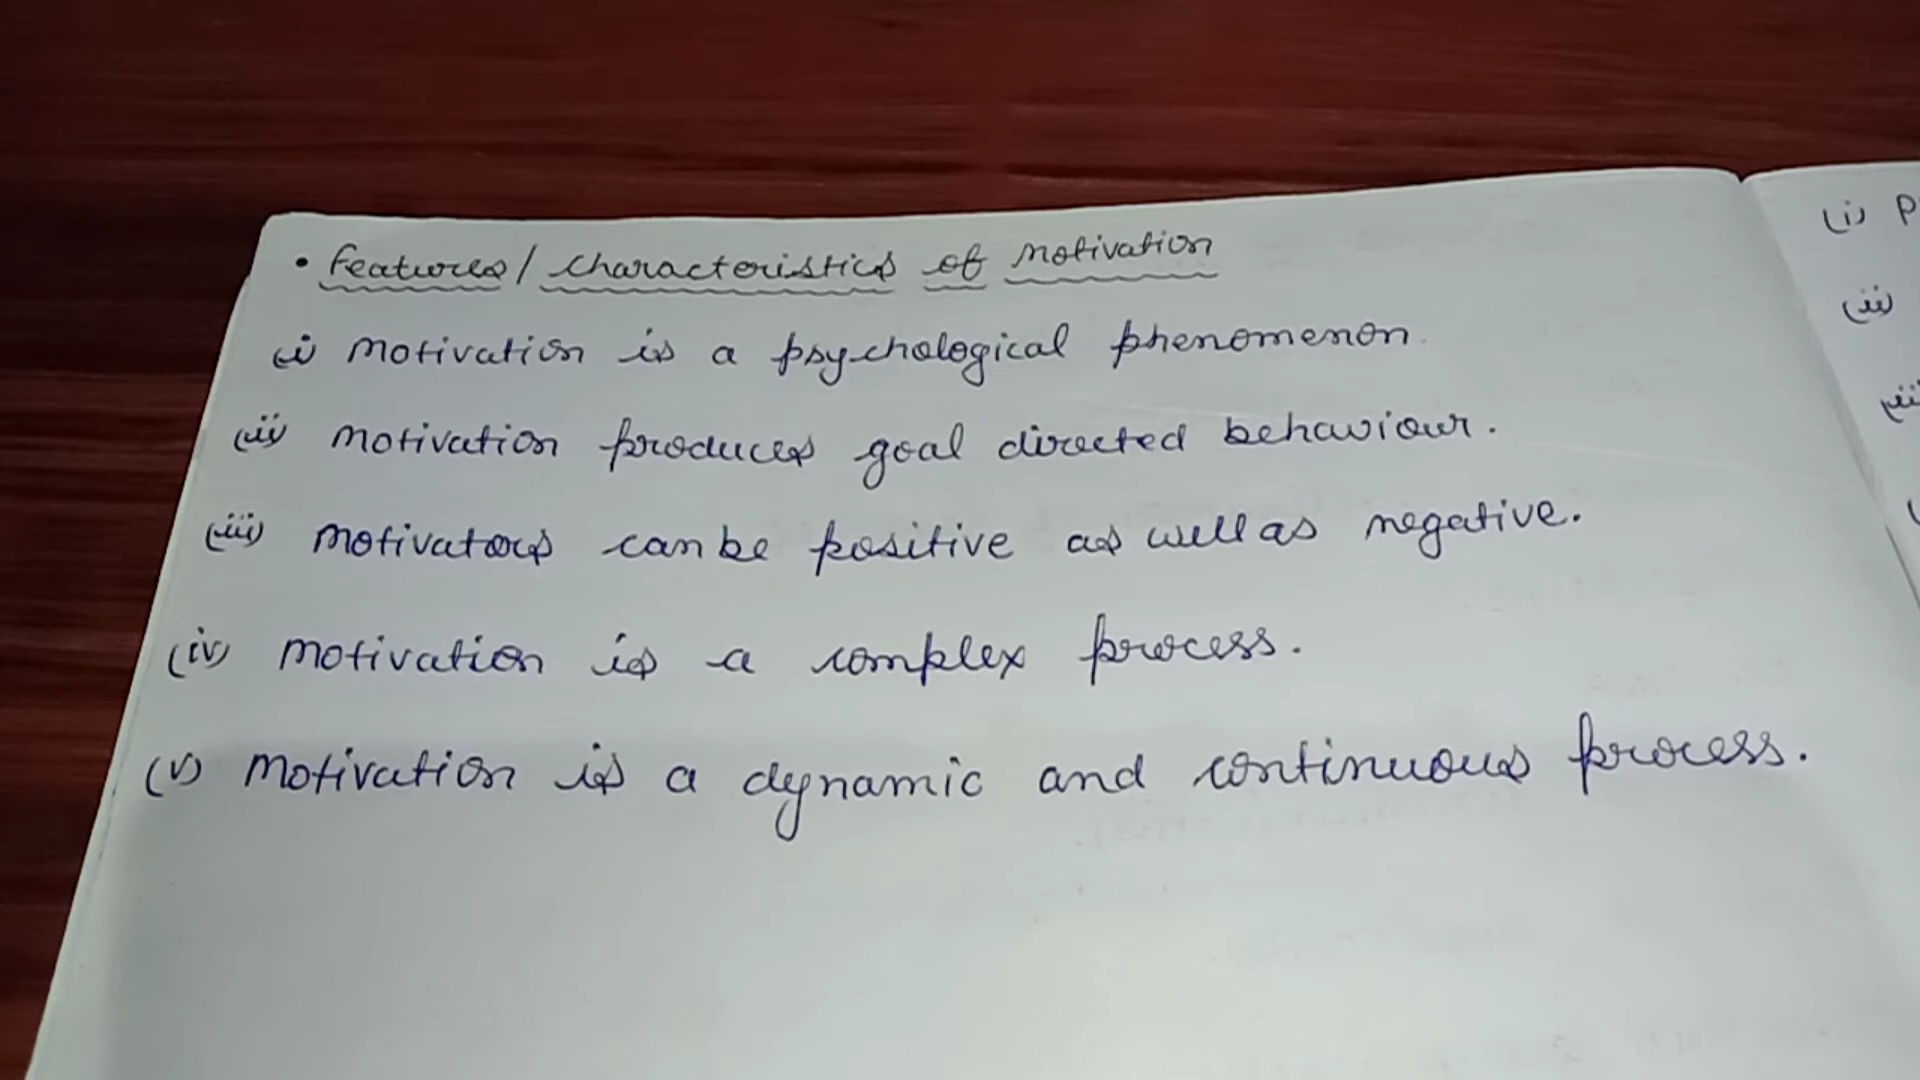 • Features / characteristics of Motivation
(i) Motivation is a psychological phenomenon.
(ii) Motivation produces goal directed behaviour.
(iii) Motivators can be positive as well as negative.
(iv) Motivation is a complex process.
(v) Motivation is a dynamic and continuous process.
(i) P
(ii)
(iii